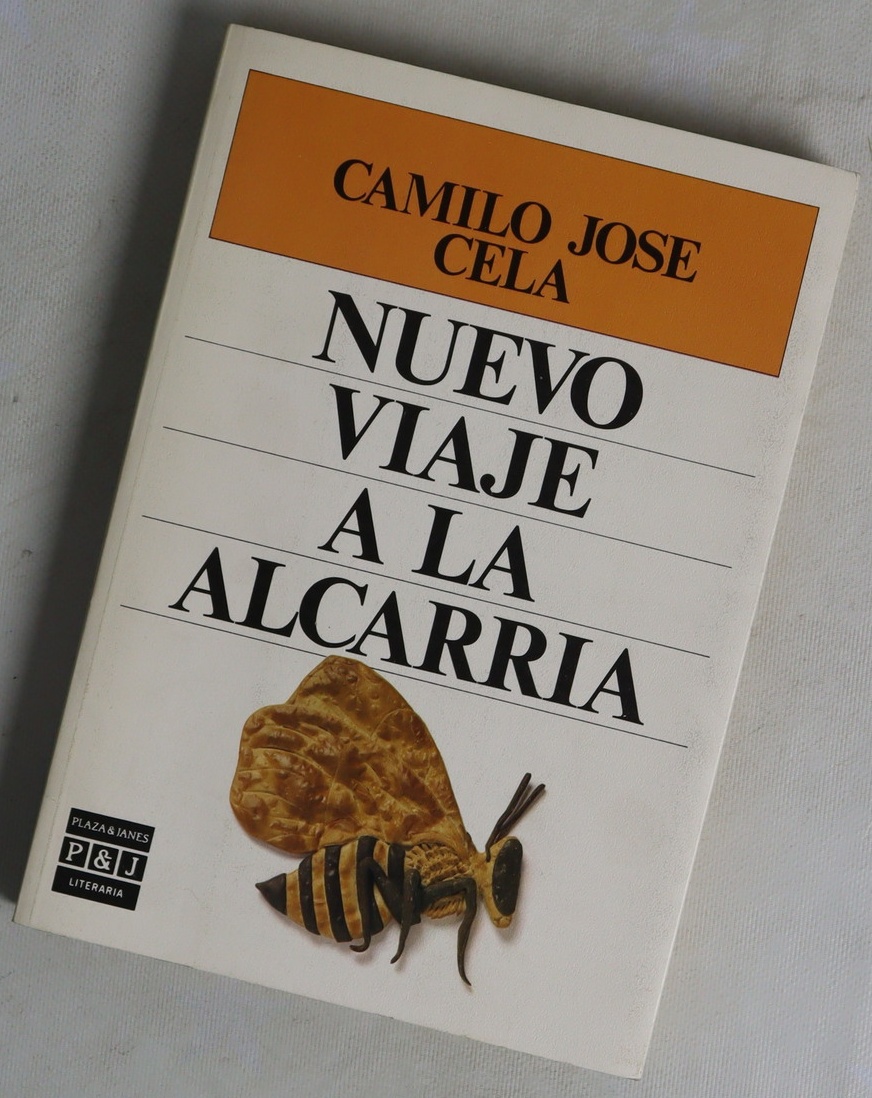 CAMILO JOSE
CELA
NUEVO
VIAJE
A LA
ALCARRIA
PLAZA & JANES
P&J
LITERARIA